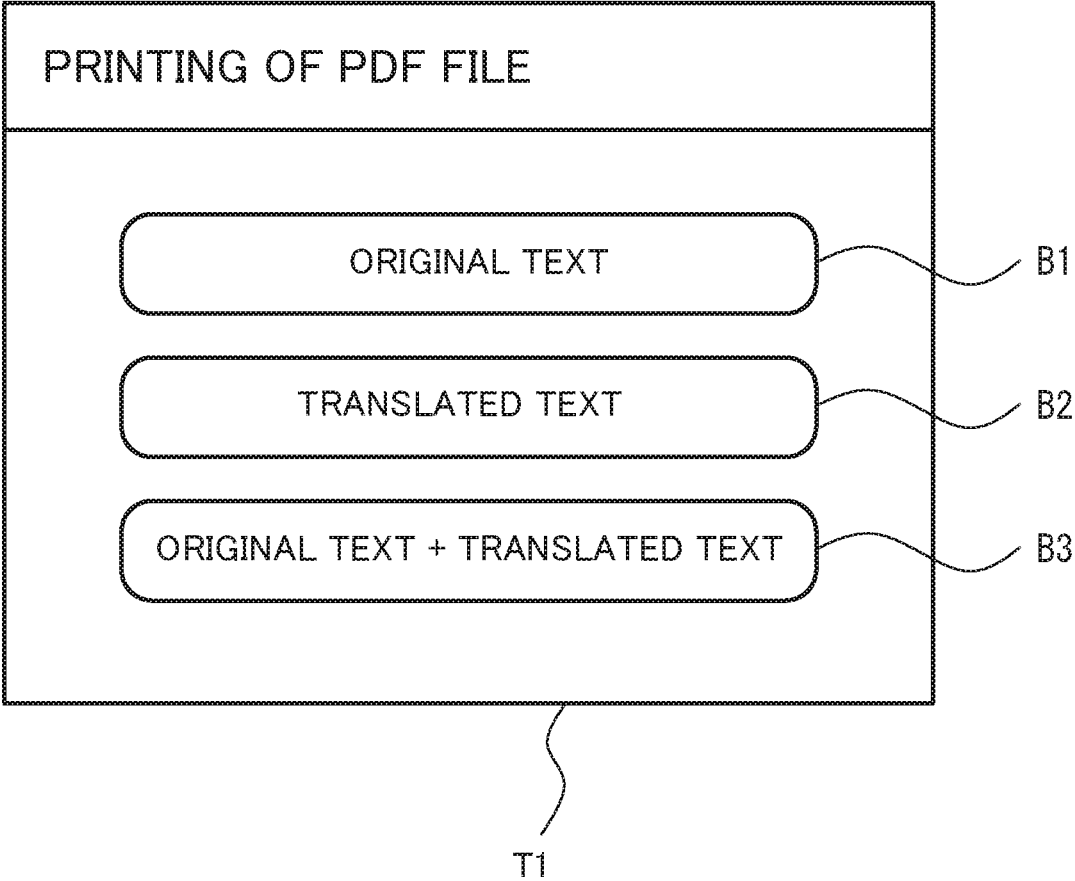 PRINTING OF PDF FILE
ORIGINAL TEXT
B1
TRANSLATED TEXT
B2
ORIGINAL TEXT + TRANSLATED TEXT
B3
T1